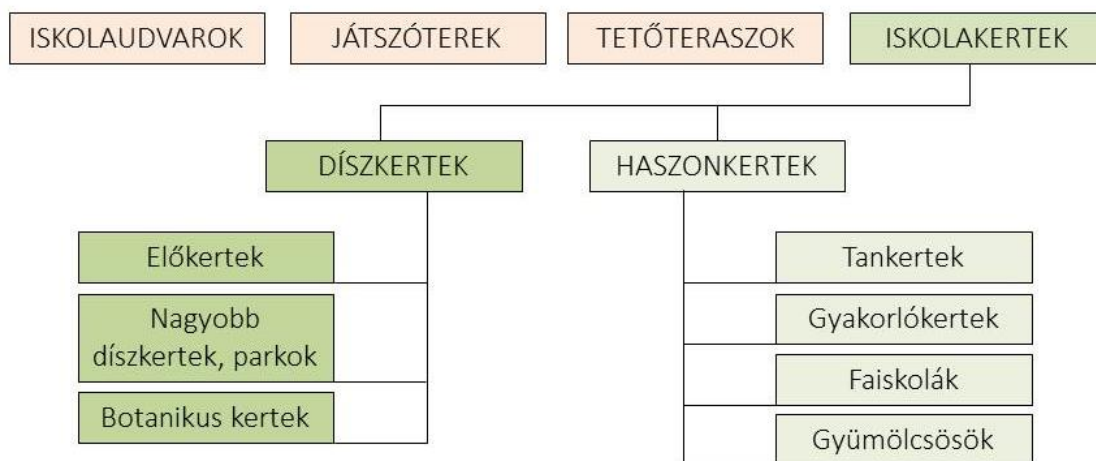 ISKOLAUDVAROK
JÁTSZÓTEREK
TETŐTERASZOK
ISKOLAKERTEK
DÍSZKERTEK
HASZONKERTEK
Előkertek
Nagyobb
díszkertek, parkok
Botanikus kertek
Tankertek
Gyakorlókertek
Faiskolák
Gyümölcsösök